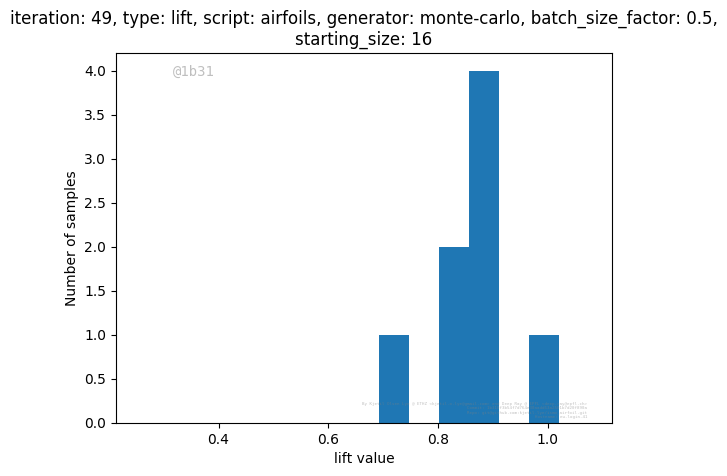 iteration: 49, type: lift, script: airfoils, generator: monte-carlo, batch_size_factor: 0.5,
starting_size: 16
@1b31
4.0
3.5
3.0
2.5
2.0
1.5
1.0
0.5
0.0
Number of samples
0.4 0.6 0.8 1.0
lift value